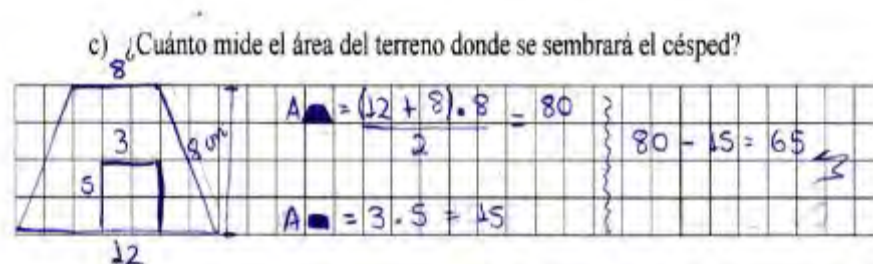 c) ¿Cuánto mide el área del terreno donde se sembrará el césped?
8
3
5
8 cm
12
A = (12 + 8) . 8 / 2 = 80
A = 3 . 5 = 15
80 - 15 = 65